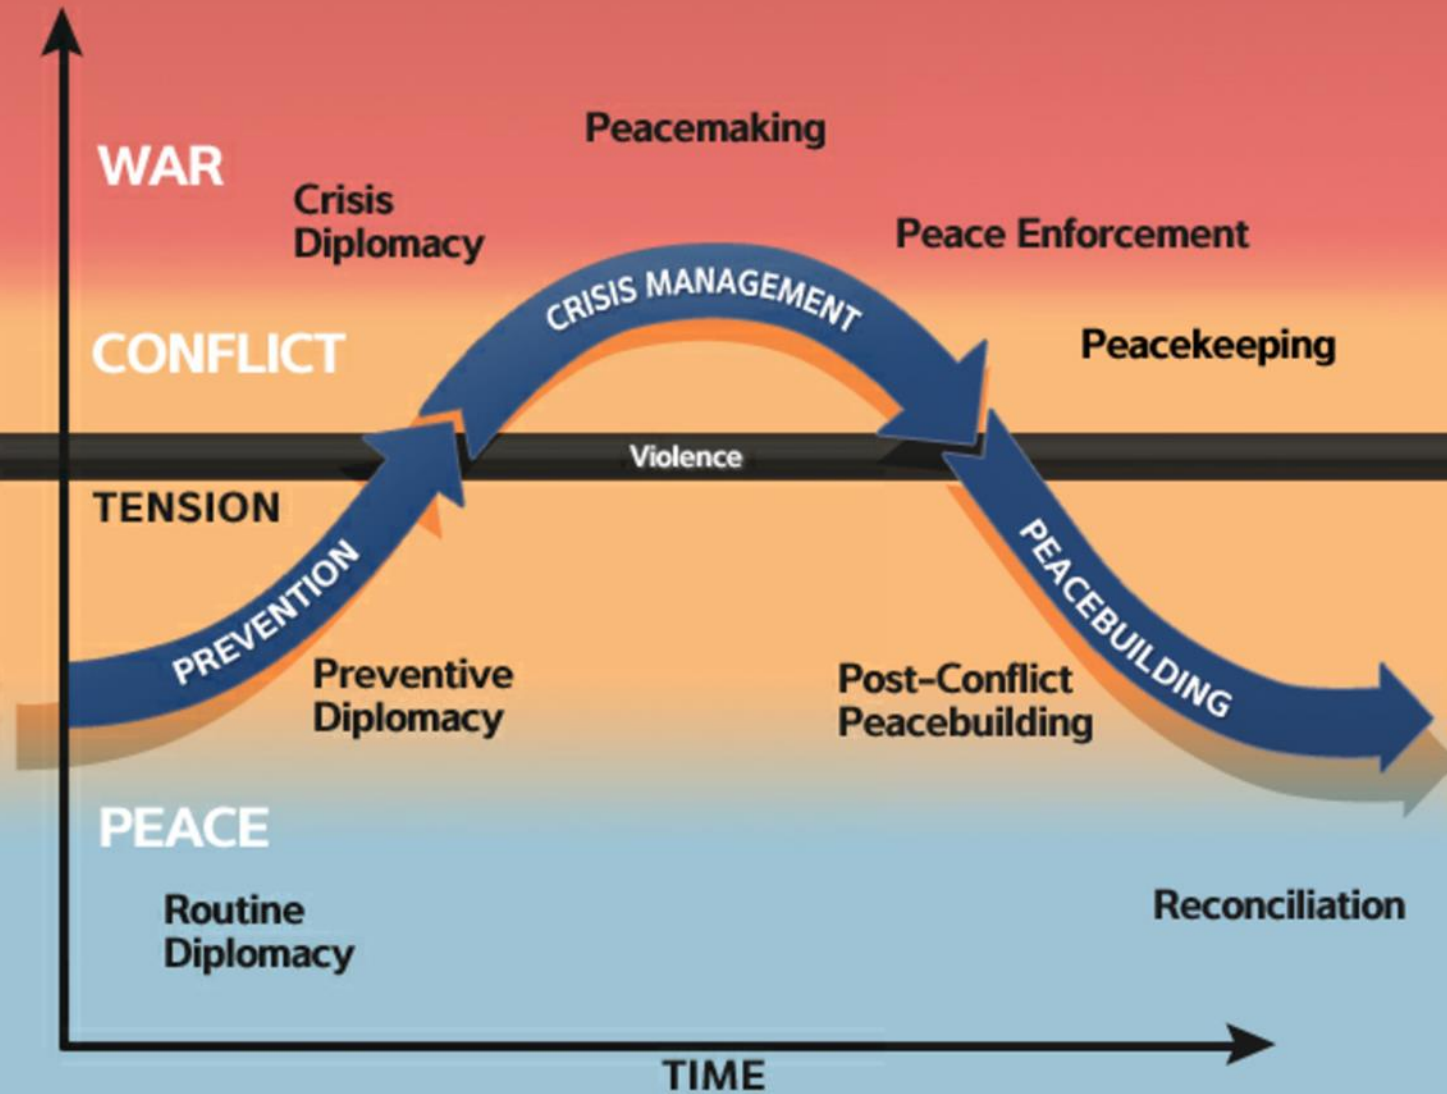 Peacemaking
WAR
Crisis
Diplomacy
Peace Enforcement
CRISIS MANAGEMENT
CONFLICT
Peacekeeping
Violence
TENSION
PREVENTION
PEACEBUILDING
Preventive
Diplomacy
Post-Conflict
Peacebuilding
PEACE
Routine
Diplomacy
Reconciliation
TIME